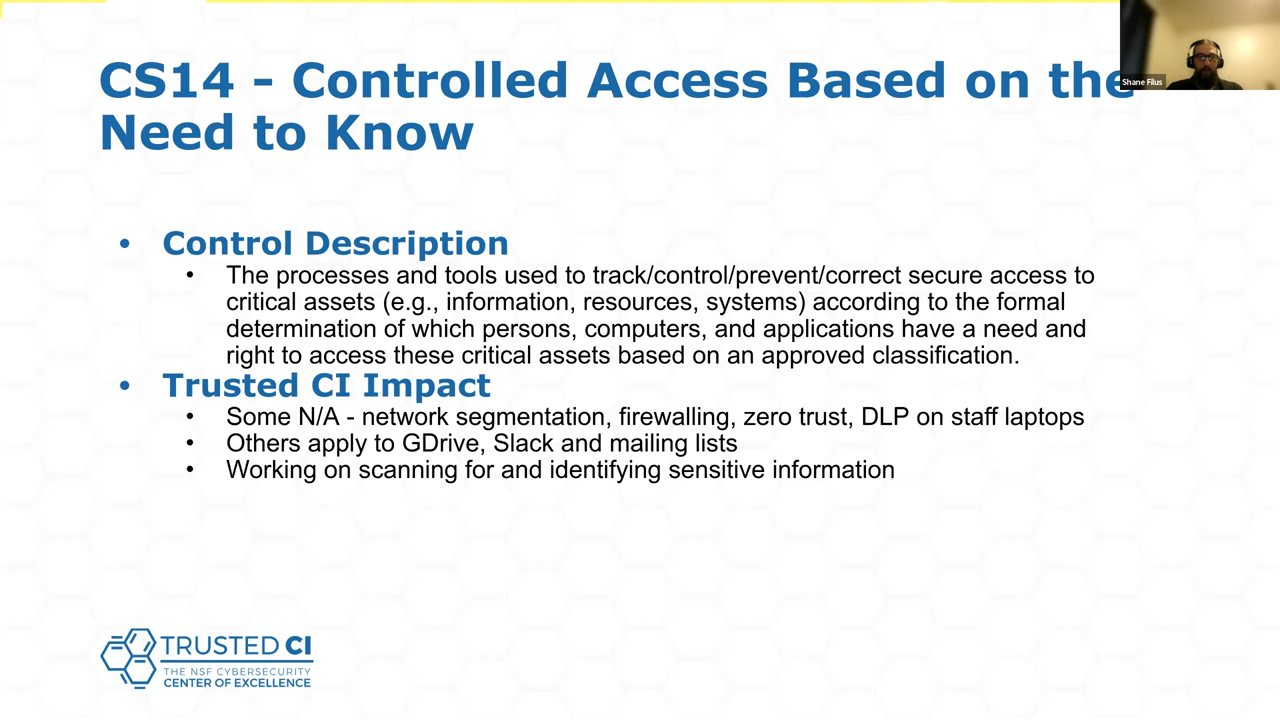 CS14 - Controlled Access Based on the
Need to Know
Shane Filus
• Control Description
• The processes and tools used to track/control/prevent/correct secure access to
critical assets (e.g., information, resources, systems) according to the formal
determination of which persons, computers, and applications have a need and
right to access these critical assets based on an approved classification.
• Trusted CI Impact
• Some N/A - network segmentation, firewalling, zero trust, DLP on staff laptops
• Others apply to GDrive, Slack and mailing lists
• Working on scanning for and identifying sensitive information
TRUSTED CI
THE NSF CYBERSECURITY
CENTER OF EXCELLENCE